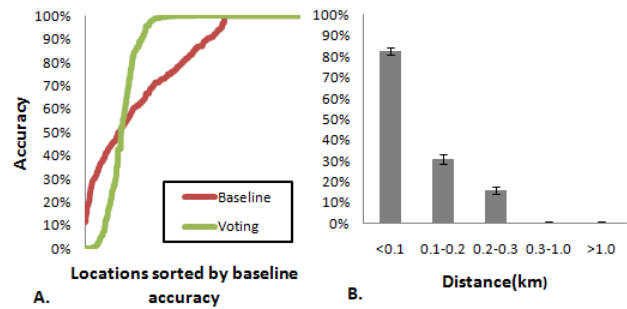 100%
90%
80%
70%
60%
50%
40%
30%
20%
10%
0%
Accuracy
Baseline
Voting
Locations sorted by baseline
accuracy
A.
100%
90%
80%
70%
60%
50%
40%
30%
20%
10%
0%
<0.1 0.1-0.2 0.2-0.3 0.3-1.0 >1.0
Distance(km)
B.